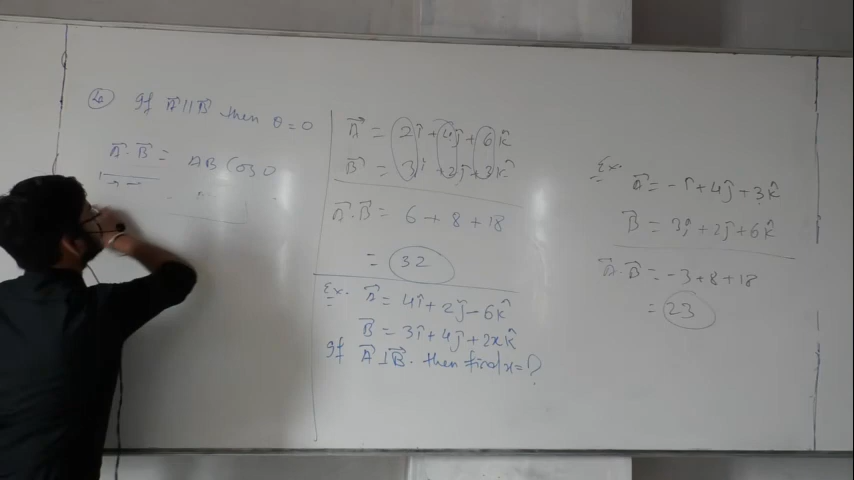 2. If A⃗ || B⃗ then θ = 0
A⃗ . B⃗ = AB Cos 0
A⃗ = 2î + 4ĵ + 6k̂
B⃗ = 3î + 2ĵ + 3k̂
A⃗ . B⃗ = 6 + 8 + 18
= 32
Ex. A⃗ = 4î + 2ĵ - 6k̂
B⃗ = 3î + 4ĵ + 2xk̂
If A⃗ ⊥ B⃗. then find x = ?
Ex. A⃗ = -î + 4ĵ + 3k̂
B⃗ = 3î + 2ĵ + 6k̂
A⃗ . B⃗ = -3 + 8 + 18
= 23